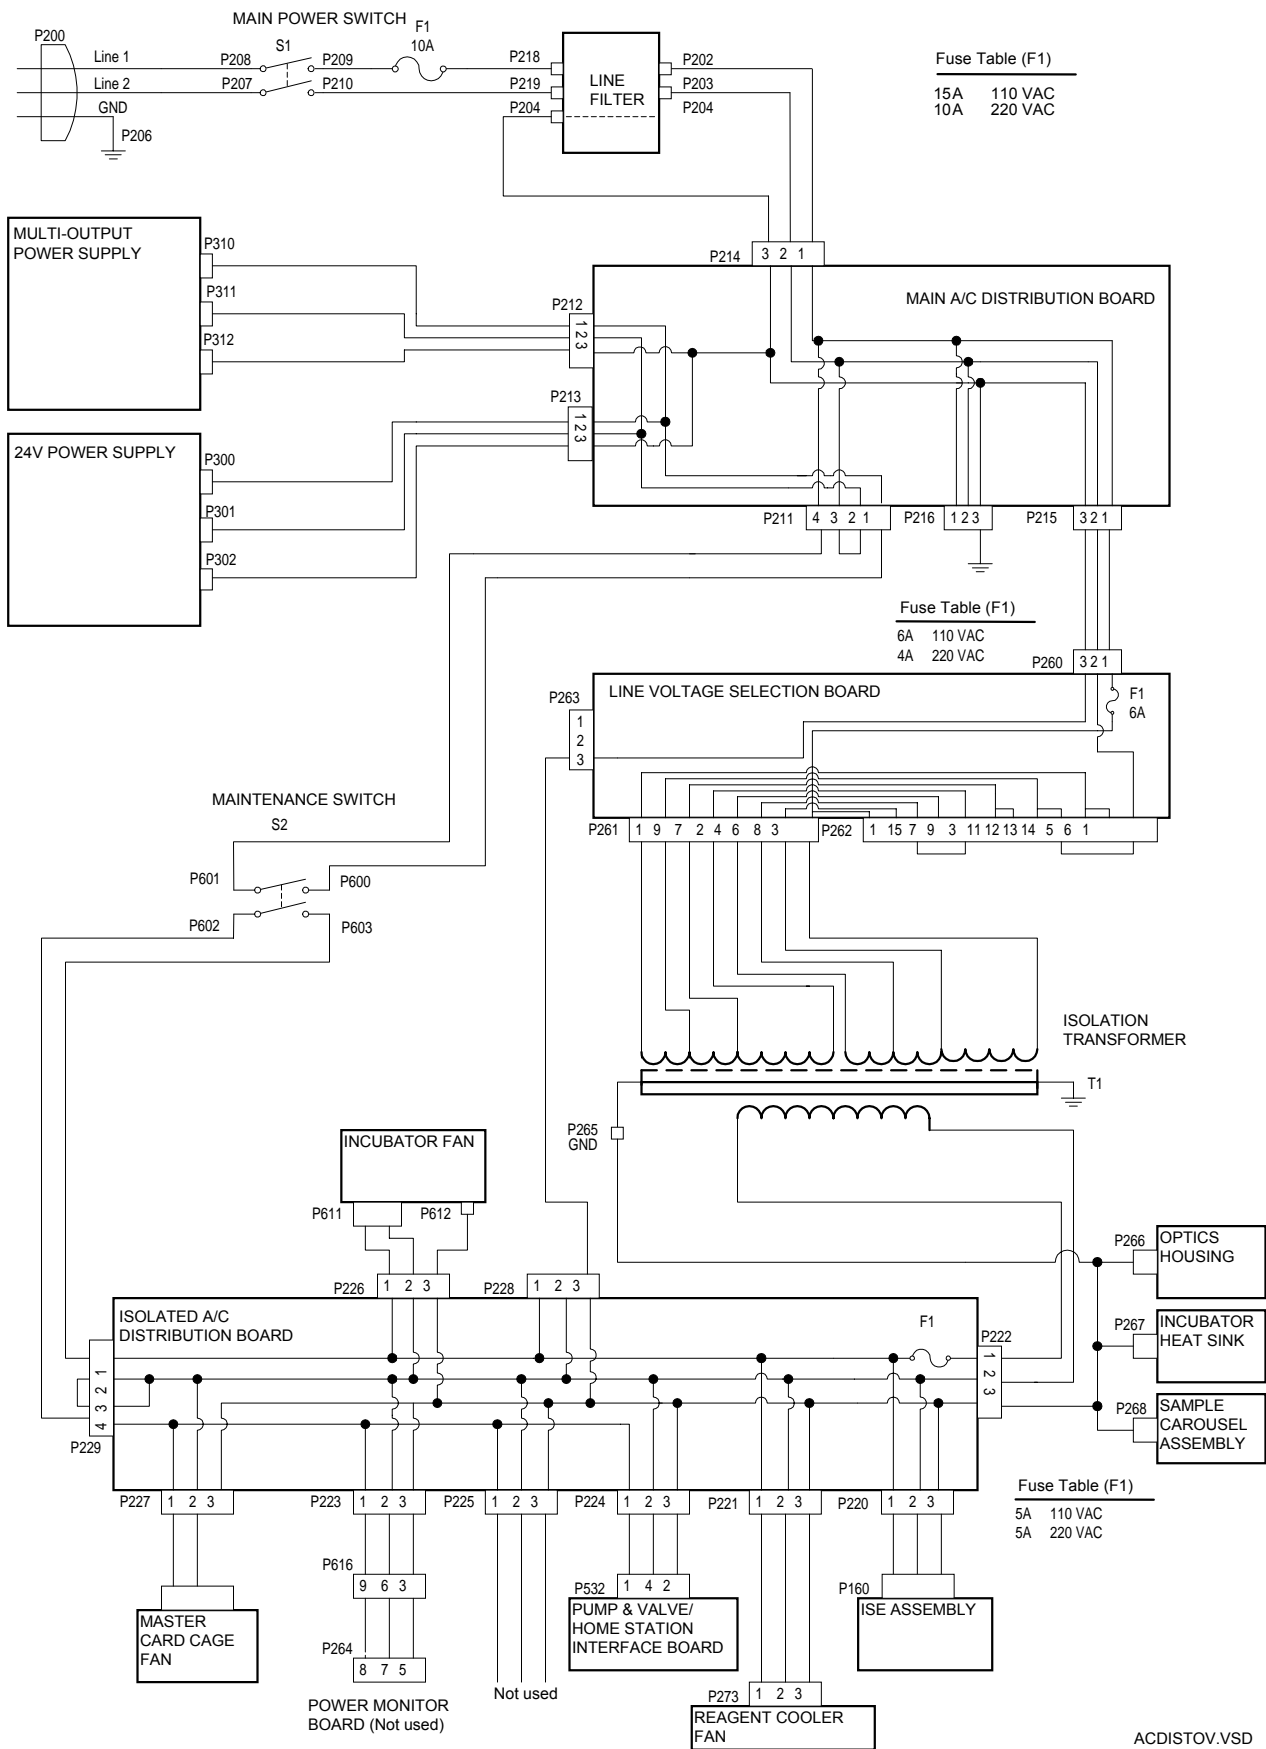 MAIN POWER SWITCH
F1
10A
P200
S1
Line 1
P208
P209
P218
P202
Line 2
P207
P210
P219
P203
GND
P204
P204
P206
LINE
FILTER
Fuse Table (F1)
15A 110 VAC
10A 220 VAC
MULTI-OUTPUT
POWER SUPPLY
P310
P311
P312
P214
3 2 1
MAIN A/C DISTRIBUTION BOARD
P212
1 2 3
P213
1 2 3
24V POWER SUPPLY
P300
P301
P302
P211
4 3 2 1
P216
1 2 3
P215
3 2 1
Fuse Table (F1)
6A 110 VAC
4A 220 VAC
P260
3 2 1
LINE VOLTAGE SELECTION BOARD
F1
6A
P263
1
2
3
P261
1 9 7 2 4 6 8 3
P262
1 15 7 9 3 11 12 13 14 5 6 1
MAINTENANCE SWITCH
S2
P601
P600
P602
P603
ISOLATION
TRANSFORMER
T1
P265
GND
INCUBATOR FAN
P611
P612
P226
1 2 3
P228
1 2 3
P266
OPTICS
HOUSING
P267
INCUBATOR
HEAT SINK
P268
SAMPLE
CAROUSEL
ASSEMBLY
ISOLATED A/C
DISTRIBUTION BOARD
F1
P222
1 2 3
P229
1 2 3 4
Fuse Table (F1)
5A 110 VAC
5A 220 VAC
P227
1 2 3
P223
1 2 3
P225
1 2 3
P224
1 2 3
P221
1 2 3
P220
1 2 3
P616
9 6 3
P532
1 4 2
P160
MASTER
CARD CAGE
FAN
PUMP & VALVE/
HOME STATION
INTERFACE BOARD
ISE ASSEMBLY
P264
8 7 5
Not used
P273
1 2 3
POWER MONITOR
BOARD (Not used)
REAGENT COOLER
FAN
ACDISTOV.VSD